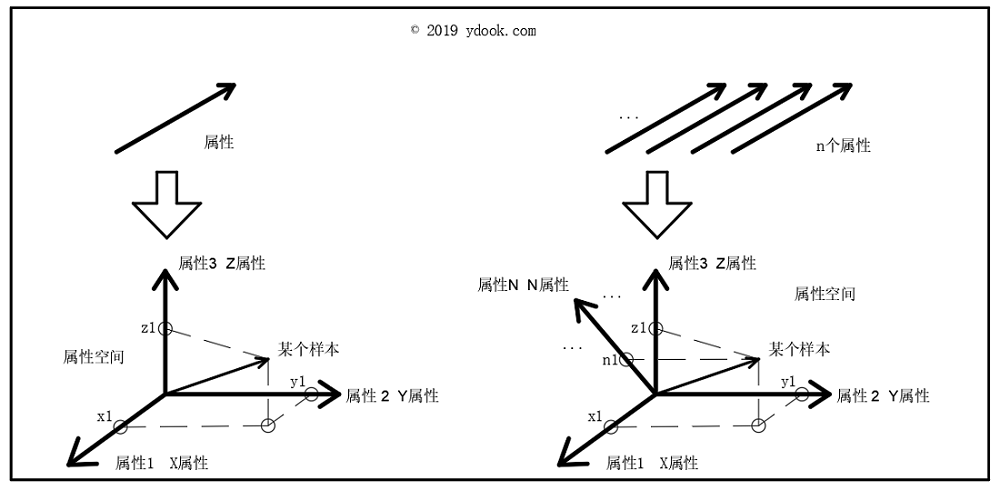 © 2019 ydook.com
属性
...
n个属性
属性3 Z属性
z1
属性空间
某个样本
y1
属性 2 Y属性
x1
属性1 X属性
属性3 Z属性
属性N N属性
...
属性空间
z1
...
n1
某个样本
y1
属性 2 Y属性
x1
属性1 X属性